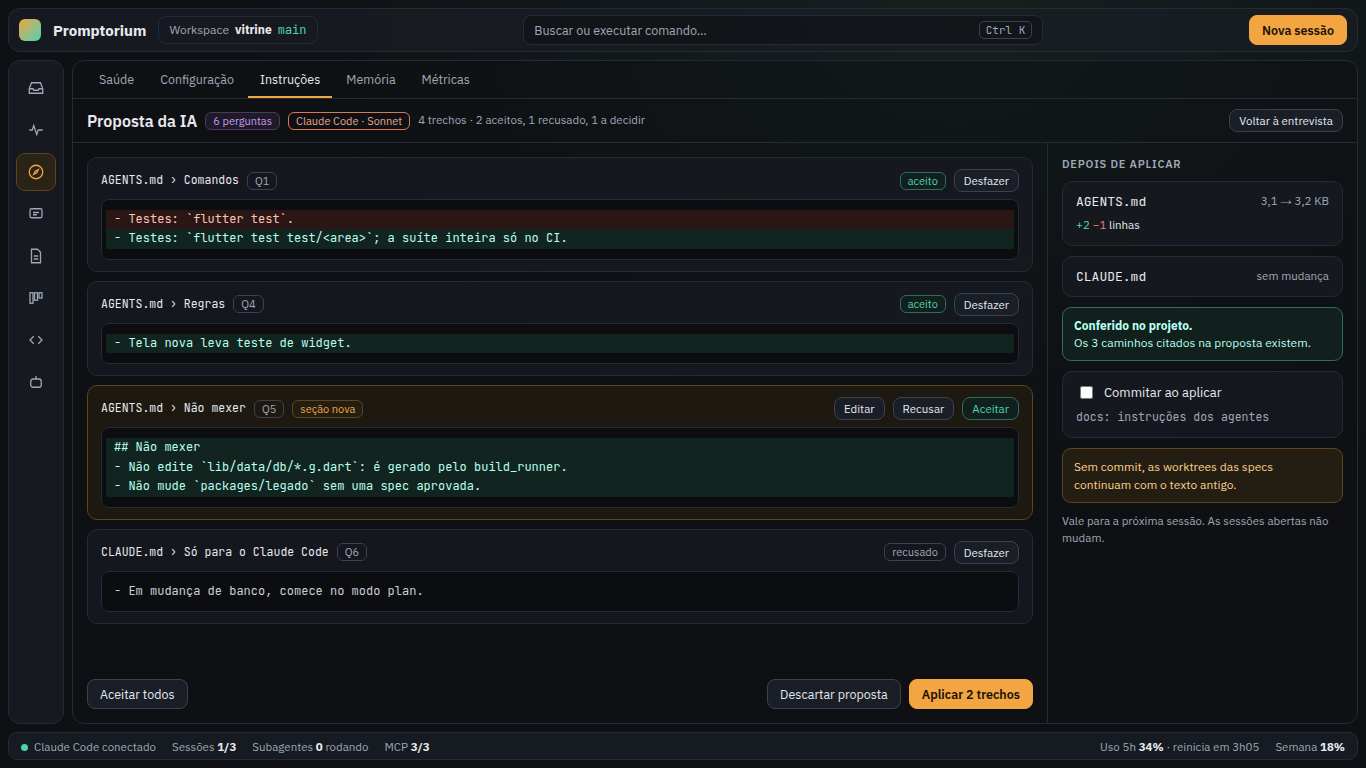 Promptorium
Workspace vitrine main
Buscar ou executar comando...
Ctrl K
Nova sessão
Saúde
Configuração
Instruções
Memória
Métricas
Proposta da IA
6 perguntas
Claude Code · Sonnet
4 trechos · 2 aceitos, 1 recusado, 1 a decidir
Voltar à entrevista
AGENTS.md › Comandos
Q1
aceito
Desfazer
- Testes: `flutter test`.
- Testes: `flutter test test/<area>`; a suíte inteira só no CI.
AGENTS.md › Regras
Q4
aceito
Desfazer
- Tela nova leva teste de widget.
AGENTS.md › Não mexer
Q5
seção nova
Editar
Recusar
Aceitar
## Não mexer
- Não edite `lib/data/db/*.g.dart`: é gerado pelo build_runner.
- Não mude `packages/legado` sem uma spec aprovada.
CLAUDE.md › Só para o Claude Code
Q6
recusado
Desfazer
- Em mudança de banco, comece no modo plan.
Aceitar todos
Descartar proposta
Aplicar 2 trechos
DEPOIS DE APLICAR
AGENTS.md
3,1 → 3,2 KB
+2 −1 linhas
CLAUDE.md
sem mudança
Conferido no projeto.
Os 3 caminhos citados na proposta existem.
Commitar ao aplicar
docs: instruções dos agentes
Sem commit, as worktrees das specs
continuam com o texto antigo.
Vale para a próxima sessão. As sessões abertas não
mudam.
Claude Code conectado
Sessões 1/3
Subagentes 0 rodando
MCP 3/3
Uso 5h 34% · reinicia em 3h05
Semana 18%